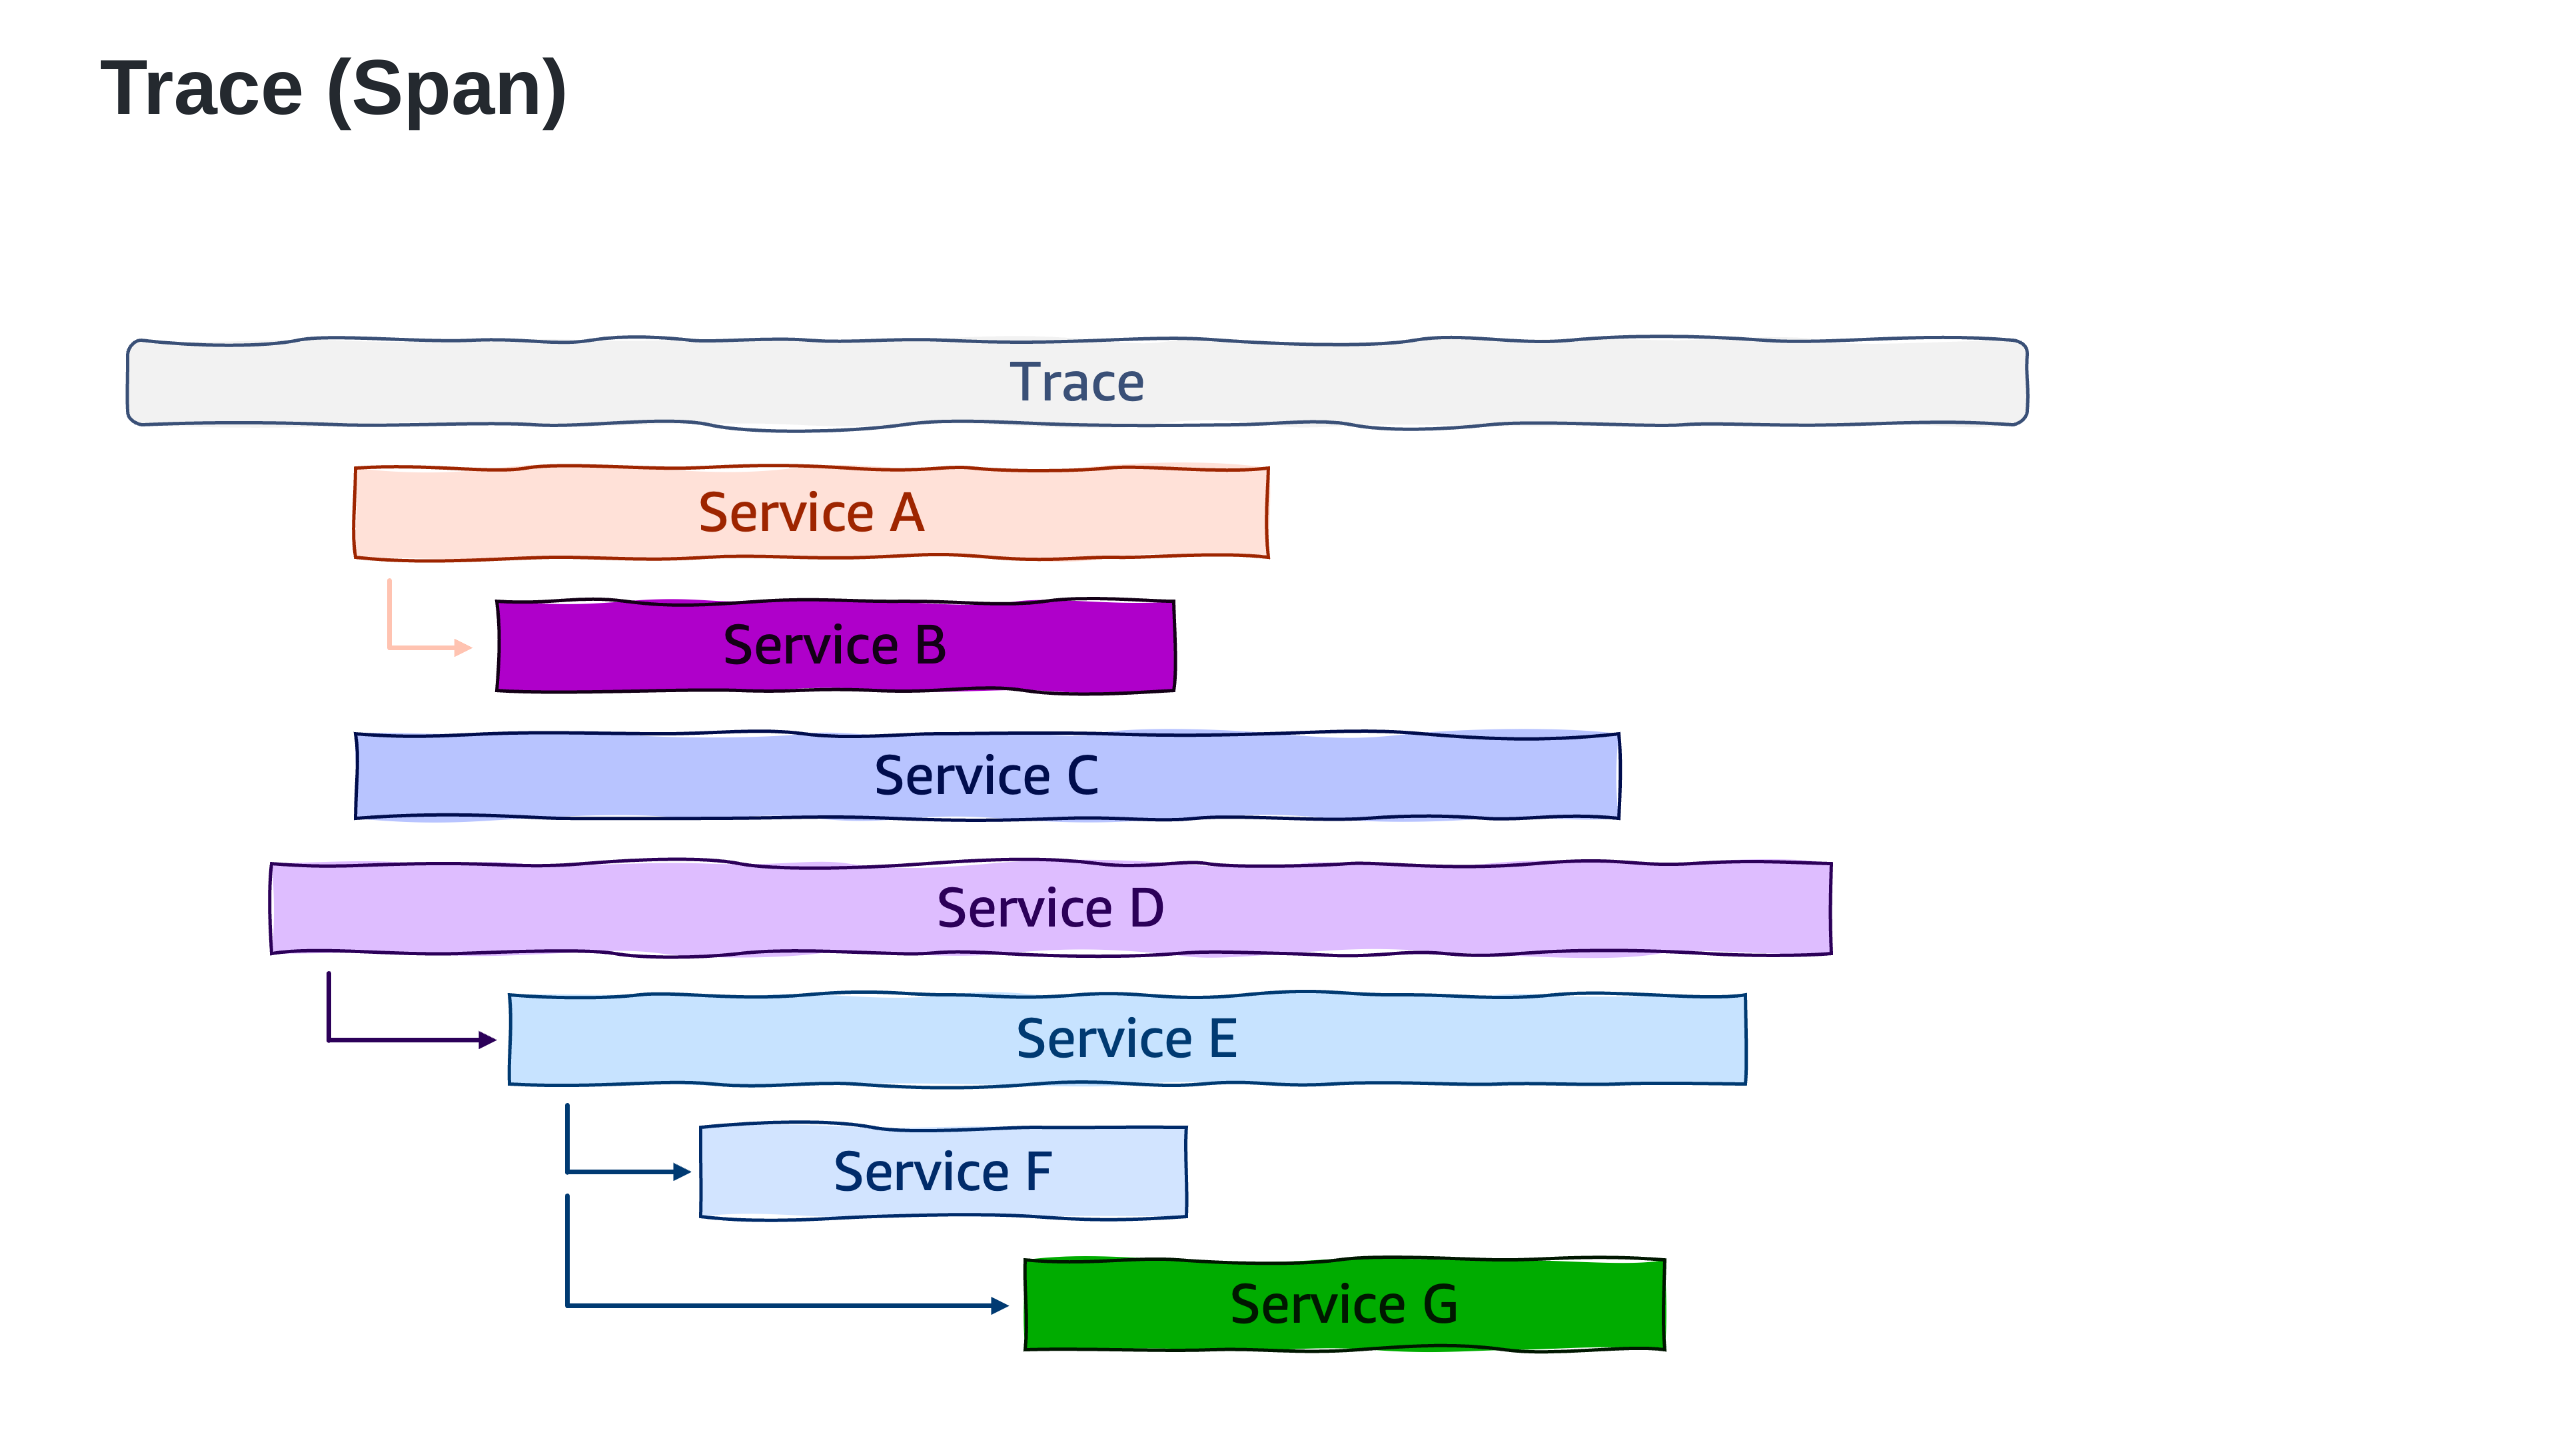 Trace (Span)
Trace
Service A
Service B
Service C
Service D
Service E
Service F
Service G